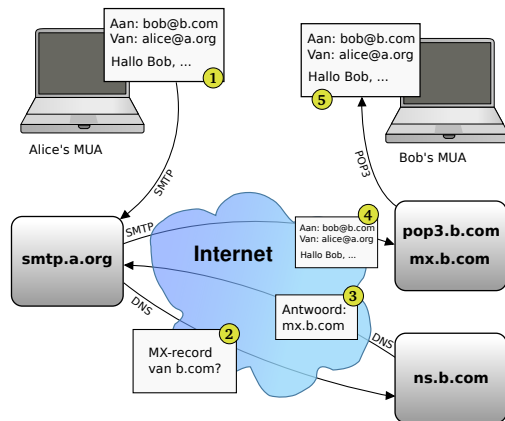 Aan: bob@b.com
Van: alice@a.org
Hallo Bob, ...
1
Alice's MUA
Aan: bob@b.com
Van: alice@a.org
Hallo Bob, ...
5
Bob's MUA
SMTP
POP3
smtp.a.org
SMTP
Internet
4
Aan: bob@b.com
Van: alice@a.org
Hallo Bob, ...
pop3.b.com
mx.b.com
3
Antwoord:
mx.b.com
DNS
2
MX-record
van b.com?
DNS
ns.b.com